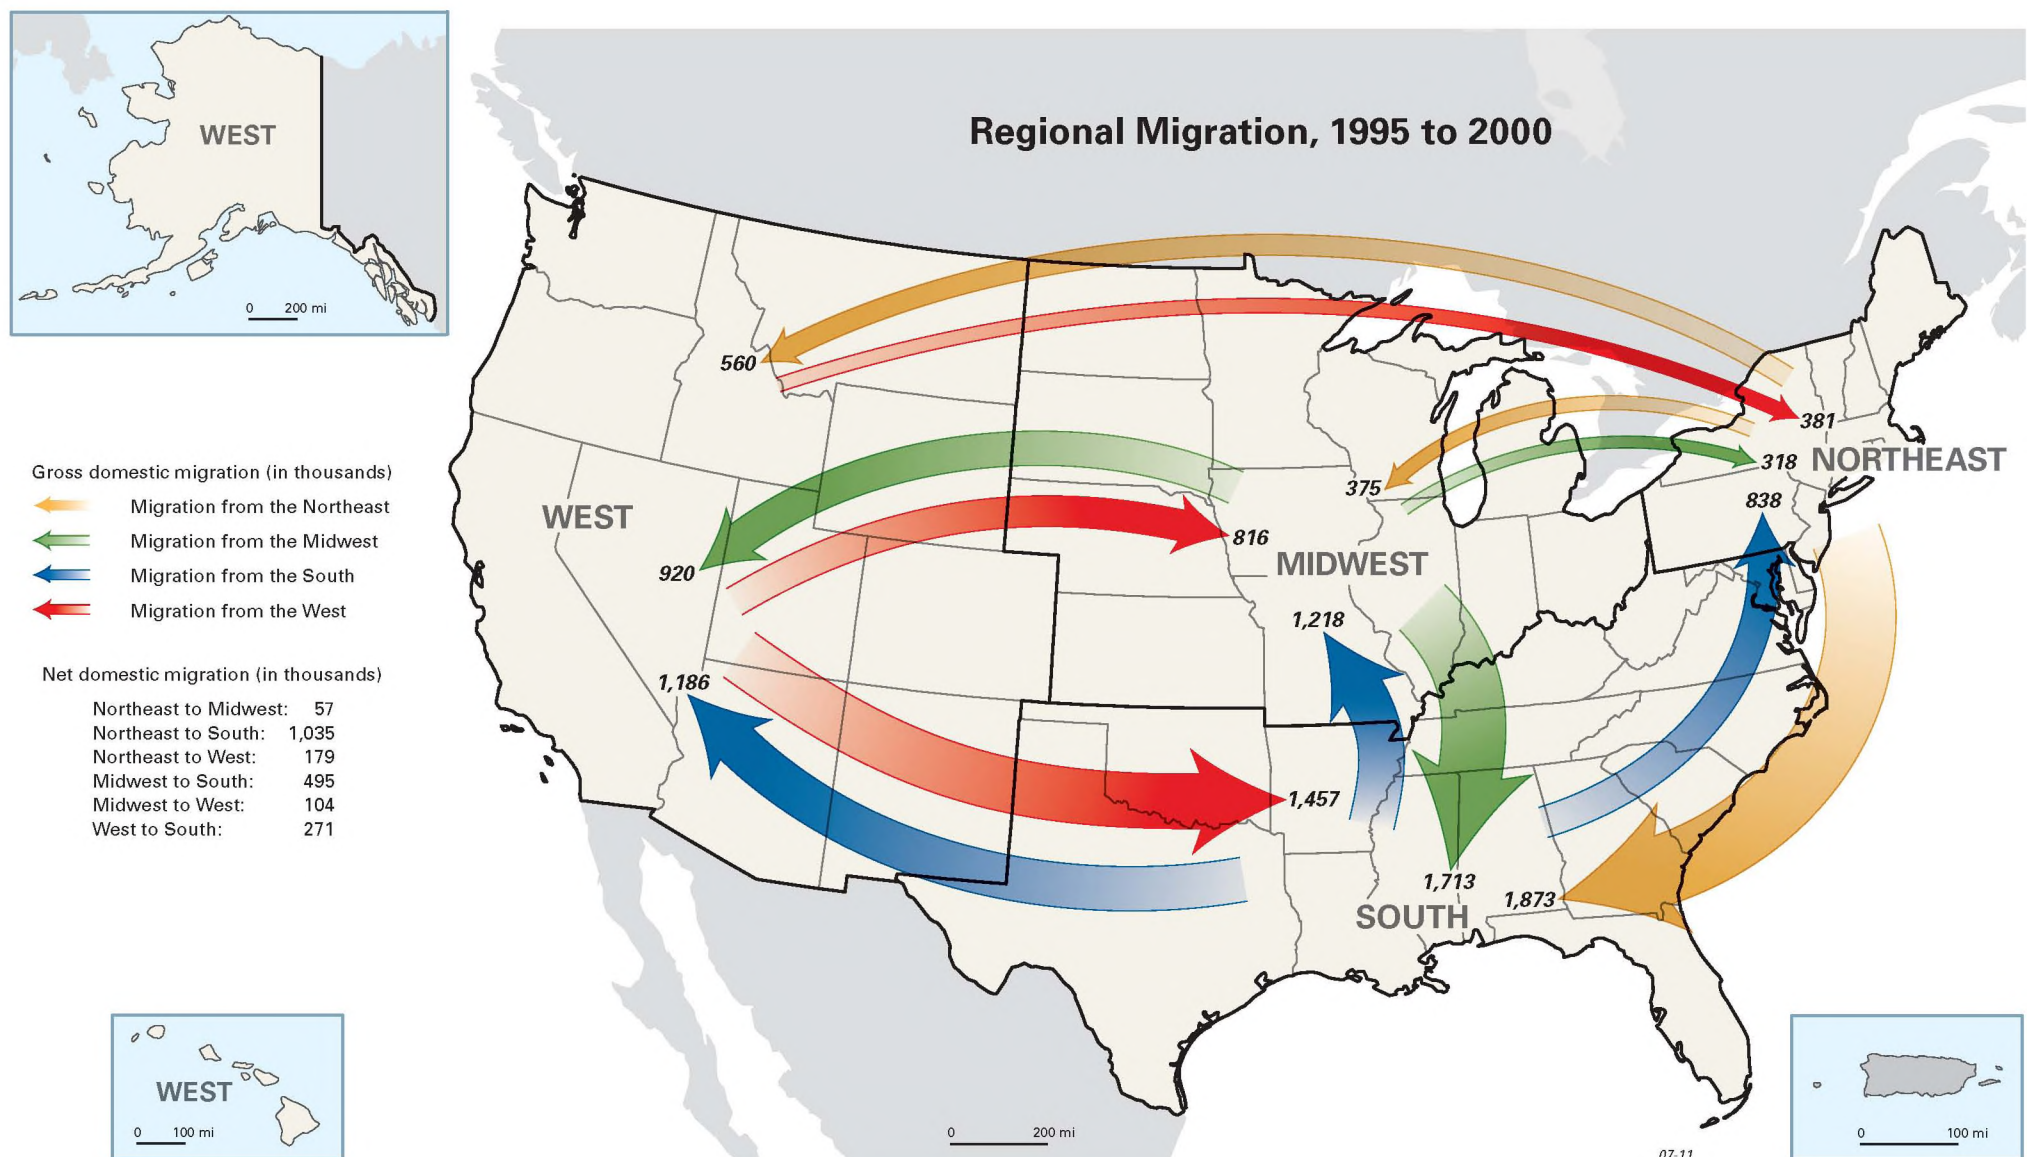 WEST
0 200 mi
Regional Migration, 1995 to 2000
560
381
NORTHEAST
318
375
838
Gross domestic migration (in thousands)
Migration from the Northeast
Migration from the Midwest
Migration from the South
Migration from the West
WEST
816
MIDWEST
920
1,218
1,186
1,457
1,713
1,873
SOUTH
Net domestic migration (in thousands)
Northeast to Midwest: 57
Northeast to South: 1,035
Northeast to West: 179
Midwest to South: 495
Midwest to West: 104
West to South: 271
WEST
0 100 mi
0 200 mi
0 100 mi
07-11